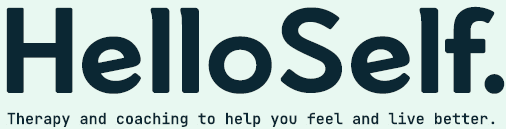 HelloSelf.
Therapy and coaching to help you feel and live better.